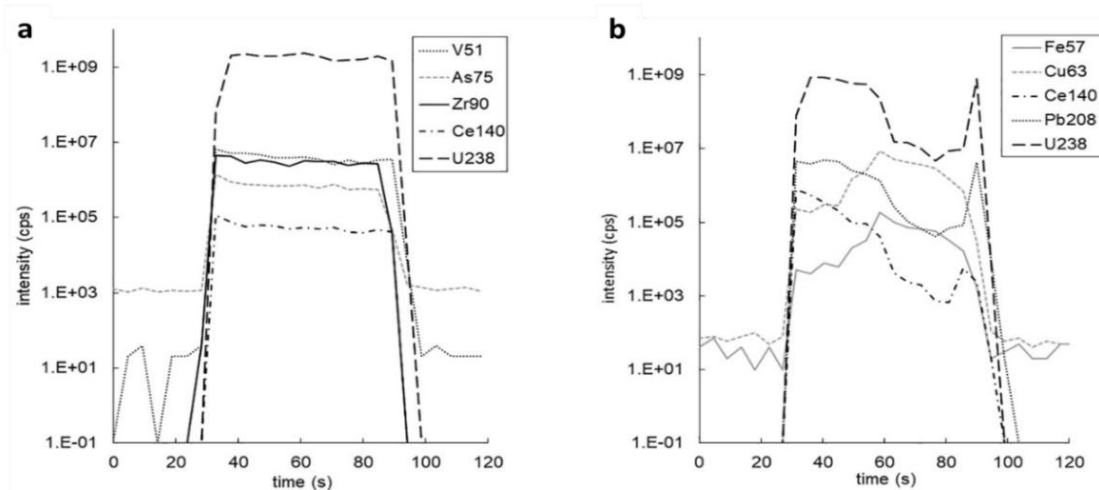 a
1.E+09
1.E+07
1.E+05
1.E+03
1.E+01
1.E-01
intensity (cps)
0 20 40 60 80 100 120
time (s)
V51
As75
Zr90
Ce140
U238
b
1.E+09
1.E+07
1.E+05
1.E+03
1.E+01
1.E-01
intensity (cps)
0 20 40 60 80 100 120
time (s)
Fe57
Cu63
Ce140
Pb208
U238